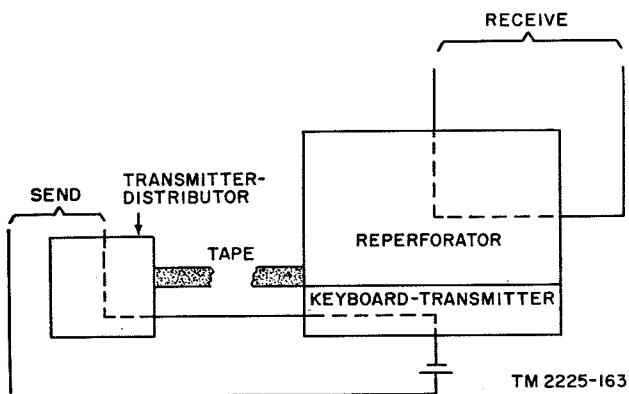 RECEIVE
SEND
TRANSMITTER-
DISTRIBUTOR
TAPE
REPERFORATOR
KEYBOARD-TRANSMITTER
TM 2225-163